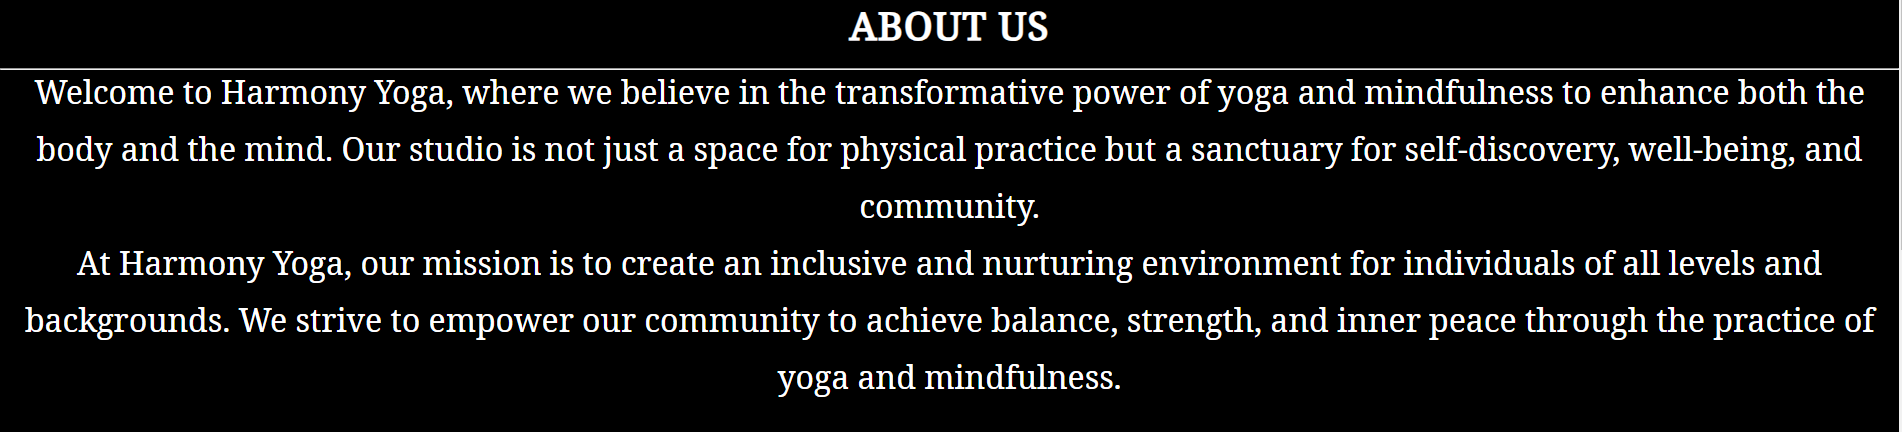 ABOUT US
Welcome to Harmony Yoga, where we believe in the transformative power of yoga and mindfulness to enhance both the
body and the mind. Our studio is not just a space for physical practice but a sanctuary for self-discovery, well-being, and
community.
At Harmony Yoga, our mission is to create an inclusive and nurturing environment for individuals of all levels and
backgrounds. We strive to empower our community to achieve balance, strength, and inner peace through the practice of
yoga and mindfulness.